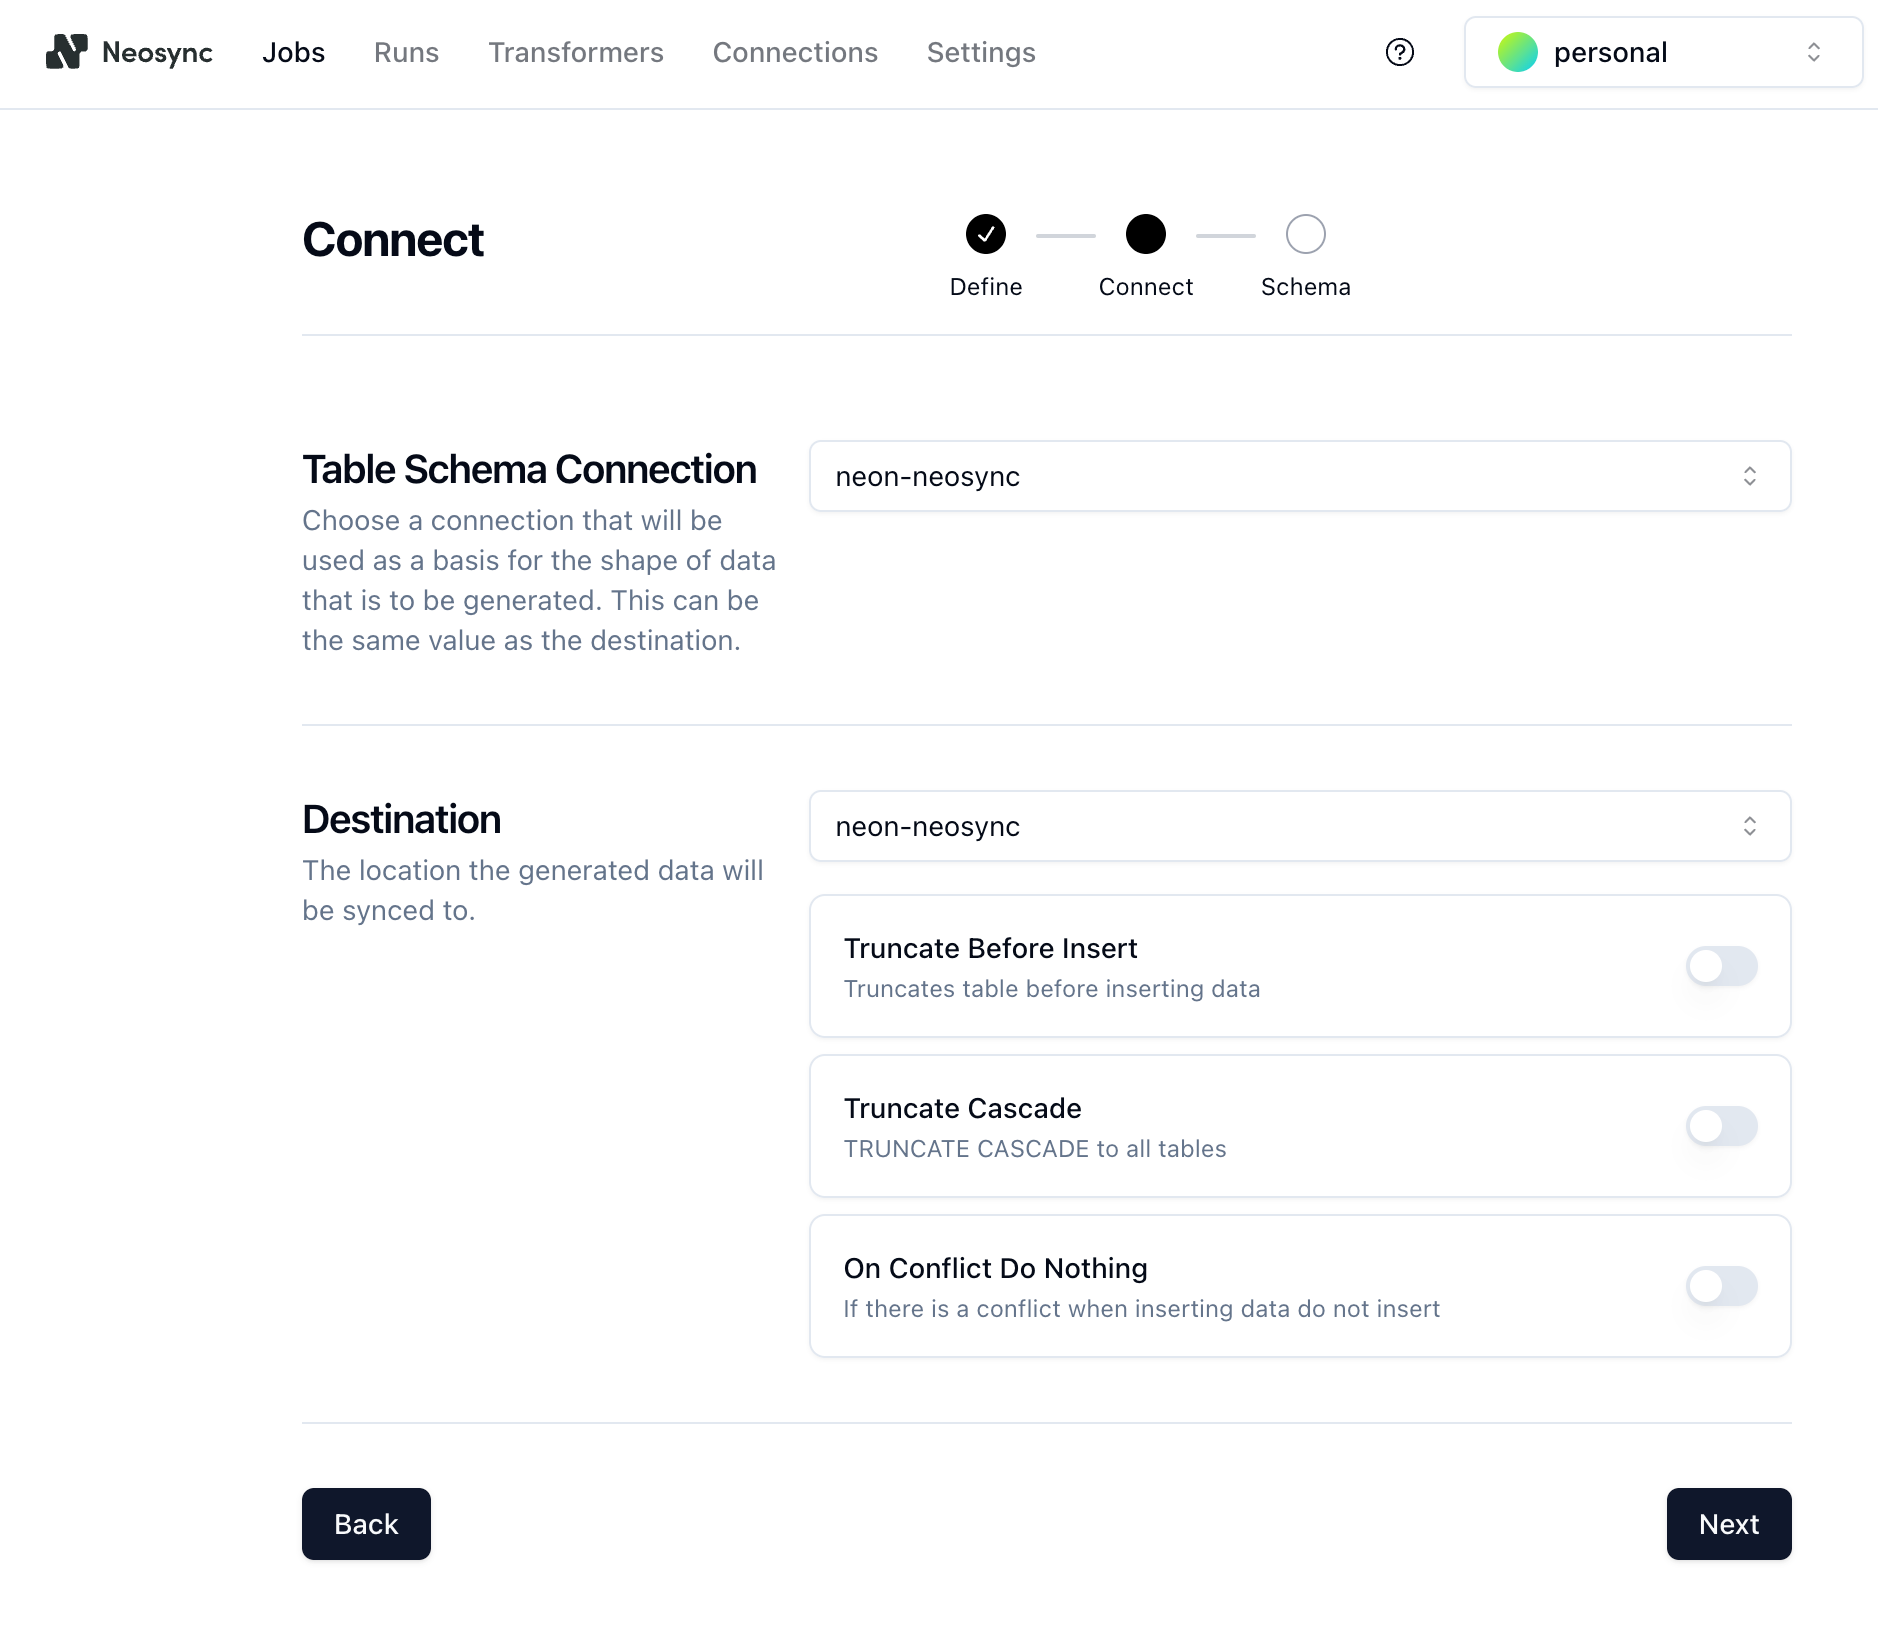 Neosync
Jobs
Runs
Transformers
Connections
Settings
personal
Connect
Define
Connect
Schema
Table Schema Connection
Choose a connection that will be
used as a basis for the shape of data
that is to be generated. This can be
the same value as the destination.
neon-neosync
Destination
The location the generated data will
be synced to.
neon-neosync
Truncate Before Insert
Truncates table before inserting data
Truncate Cascade
TRUNCATE CASCADE to all tables
On Conflict Do Nothing
If there is a conflict when inserting data do not insert
Back
Next